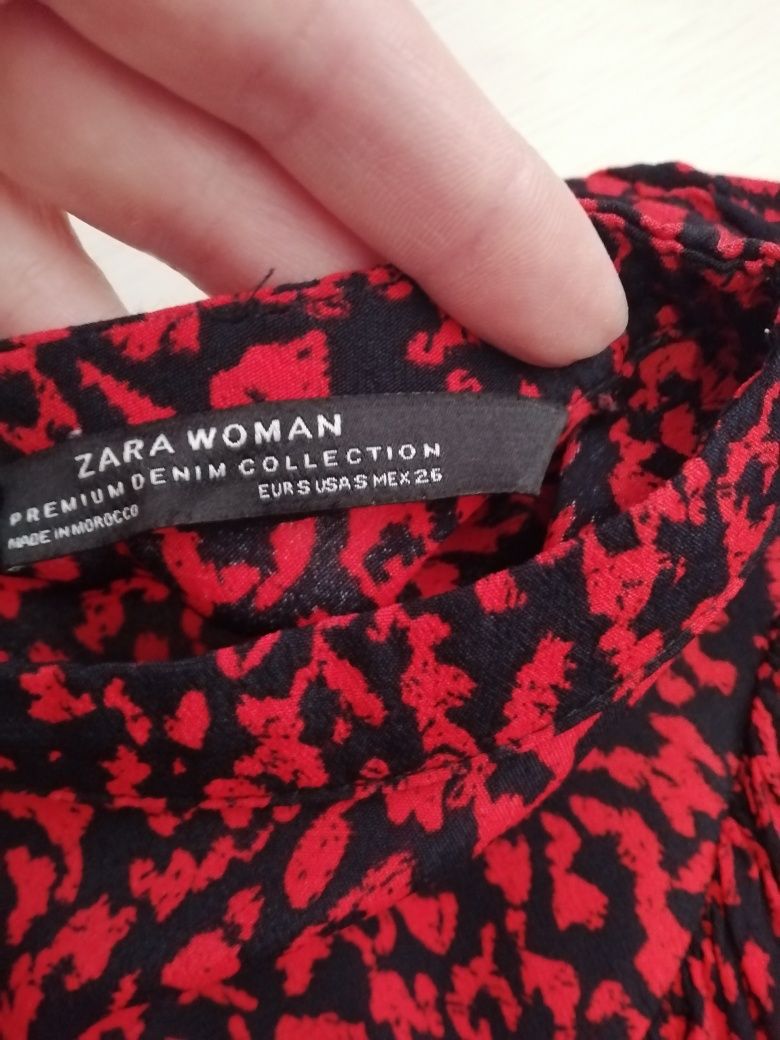 ZARA WOMAN
PREMIUM DENIM COLLECTION
EUR S USA S MEX 26
MADE IN MOROCCO